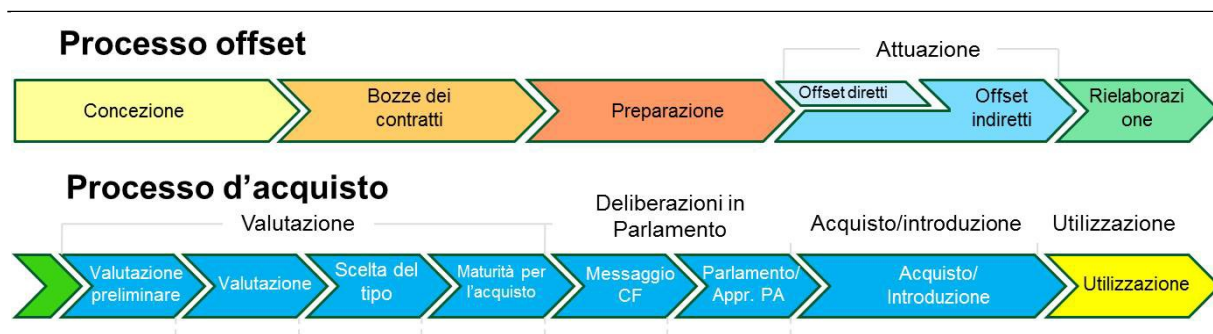 Processo offset
Attuazione
Concezione
Bozze dei
contratti
Preparazione
Offset diretti
Offset
indiretti
Rielaborazi
one
Processo d'acquisto
Valutazione
Deliberazioni in
Parlamento
Acquisto/introduzione
Utilizzazione
Valutazione
preliminare
Valutazione
Scelta del
tipo
Maturità per
l'acquisto
Messaggio
CF
Parlamento/
Appr. PA
Acquisto/
Introduzione
Utilizzazione